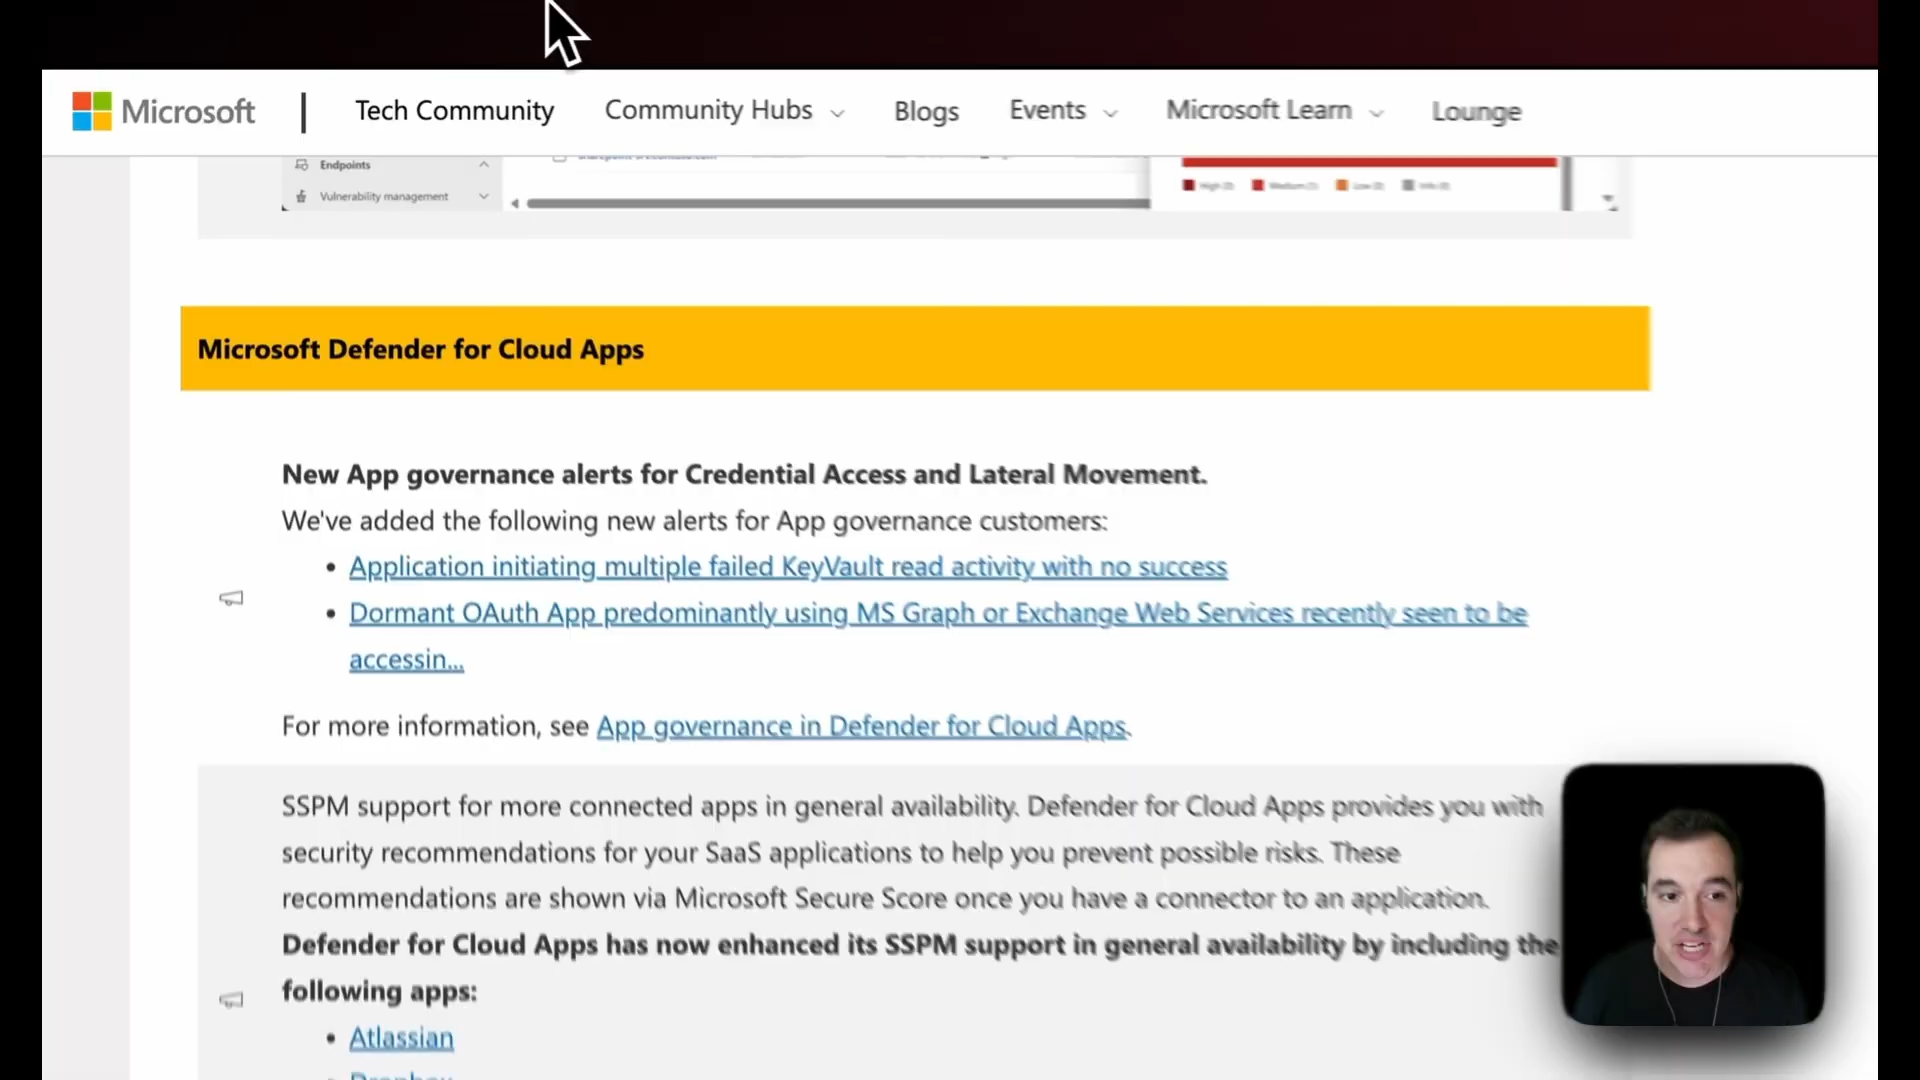 Microsoft | Tech Community Community Hubs Blogs Events Microsoft Learn Lounge
Endpoints
Vulnerability management
Microsoft Defender for Cloud Apps
New App governance alerts for Credential Access and Lateral Movement.
We've added the following new alerts for App governance customers:
• Application initiating multiple failed KeyVault read activity with no success
• Dormant OAuth App predominantly using MS Graph or Exchange Web Services recently seen to be
accessin...
For more information, see App governance in Defender for Cloud Apps.
SSPM support for more connected apps in general availability. Defender for Cloud Apps provides you with
security recommendations for your SaaS applications to help you prevent possible risks. These
recommendations are shown via Microsoft Secure Score once you have a connector to an application.
Defender for Cloud Apps has now enhanced its SSPM support in general availability by including the
following apps:
• Atlassian